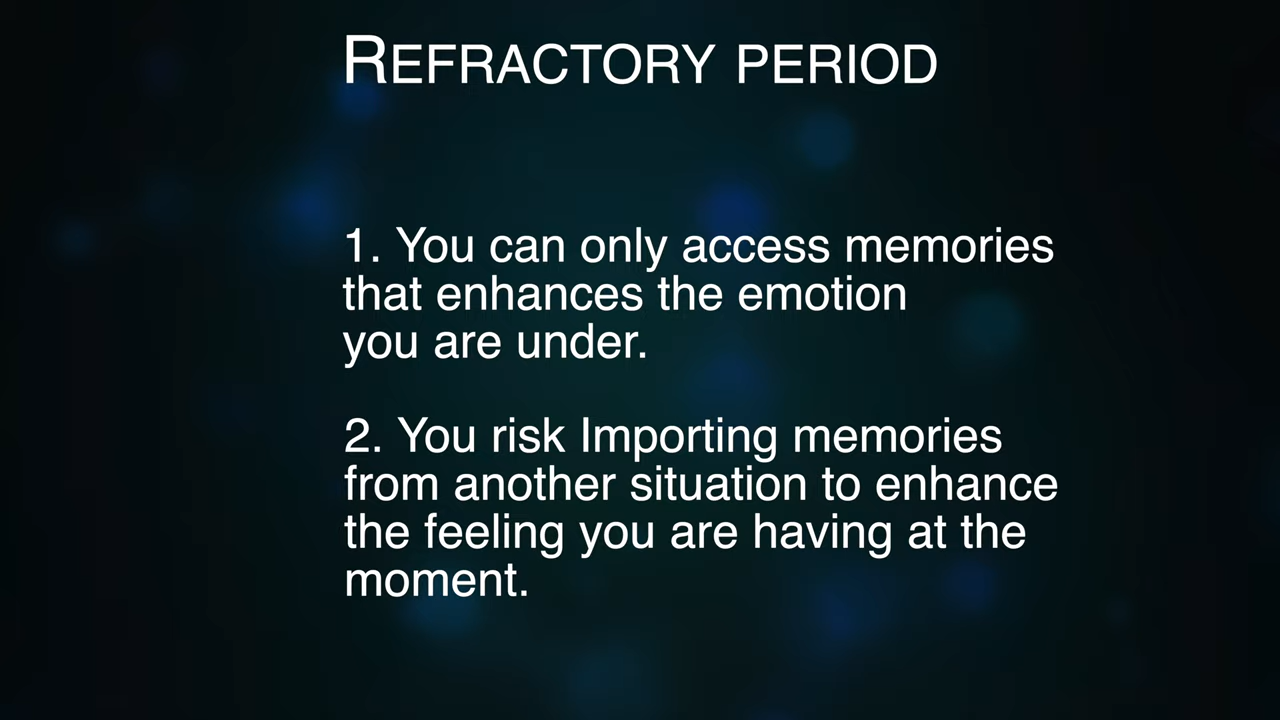 REFRACTORY PERIOD
1. You can only access memories
that enhances the emotion
you are under.
2. You risk Importing memories
from another situation to enhance
the feeling you are having at the
moment.